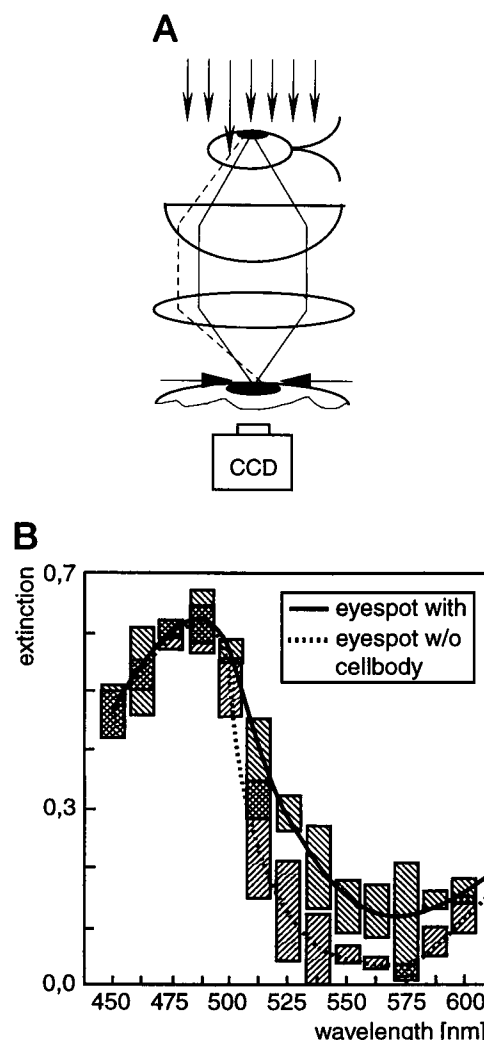 A
CCD
B
0,7
extinction
eyespot with
eyespot w/o
cellbody
0,3
0,0
450 475 500 525 550 575 600
wavelength [nm]